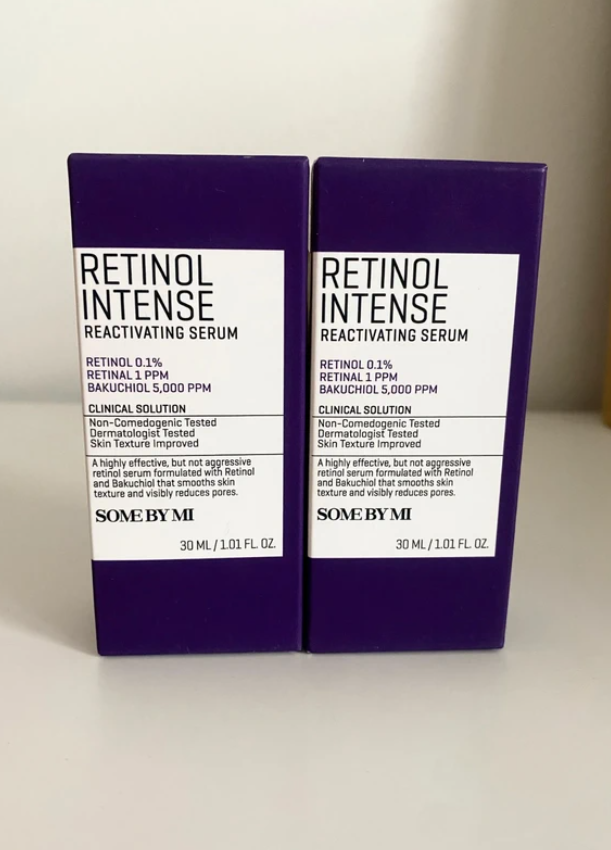 RETINOL
INTENSE
REACTIVATING SERUM
RETINOL 0.1%
RETINAL 1 PPM
BAKUCHIOL 5,000 PPM
CLINICAL SOLUTION
Non-Comedogenic Tested
Dermatologist Tested
Skin Texture Improved
A highly effective, but not aggressive
retinol serum formulated with Retinol
and Bakuchiol that smooths skin
texture and visibly reduces pores.
SOME BY MI
30 ML / 1.01 FL. OZ.
RETINOL
INTENSE
REACTIVATING SERUM
RETINOL 0.1%
RETINAL 1 PPM
BAKUCHIOL 5,000 PPM
CLINICAL SOLUTION
Non-Comedogenic Tested
Dermatologist Tested
Skin Texture Improved
A highly effective, but not aggressive
retinol serum formulated with Retinol
and Bakuchiol that smooths skin
texture and visibly reduces pores.
SOME BY MI
30 ML / 1.01 FL. OZ.